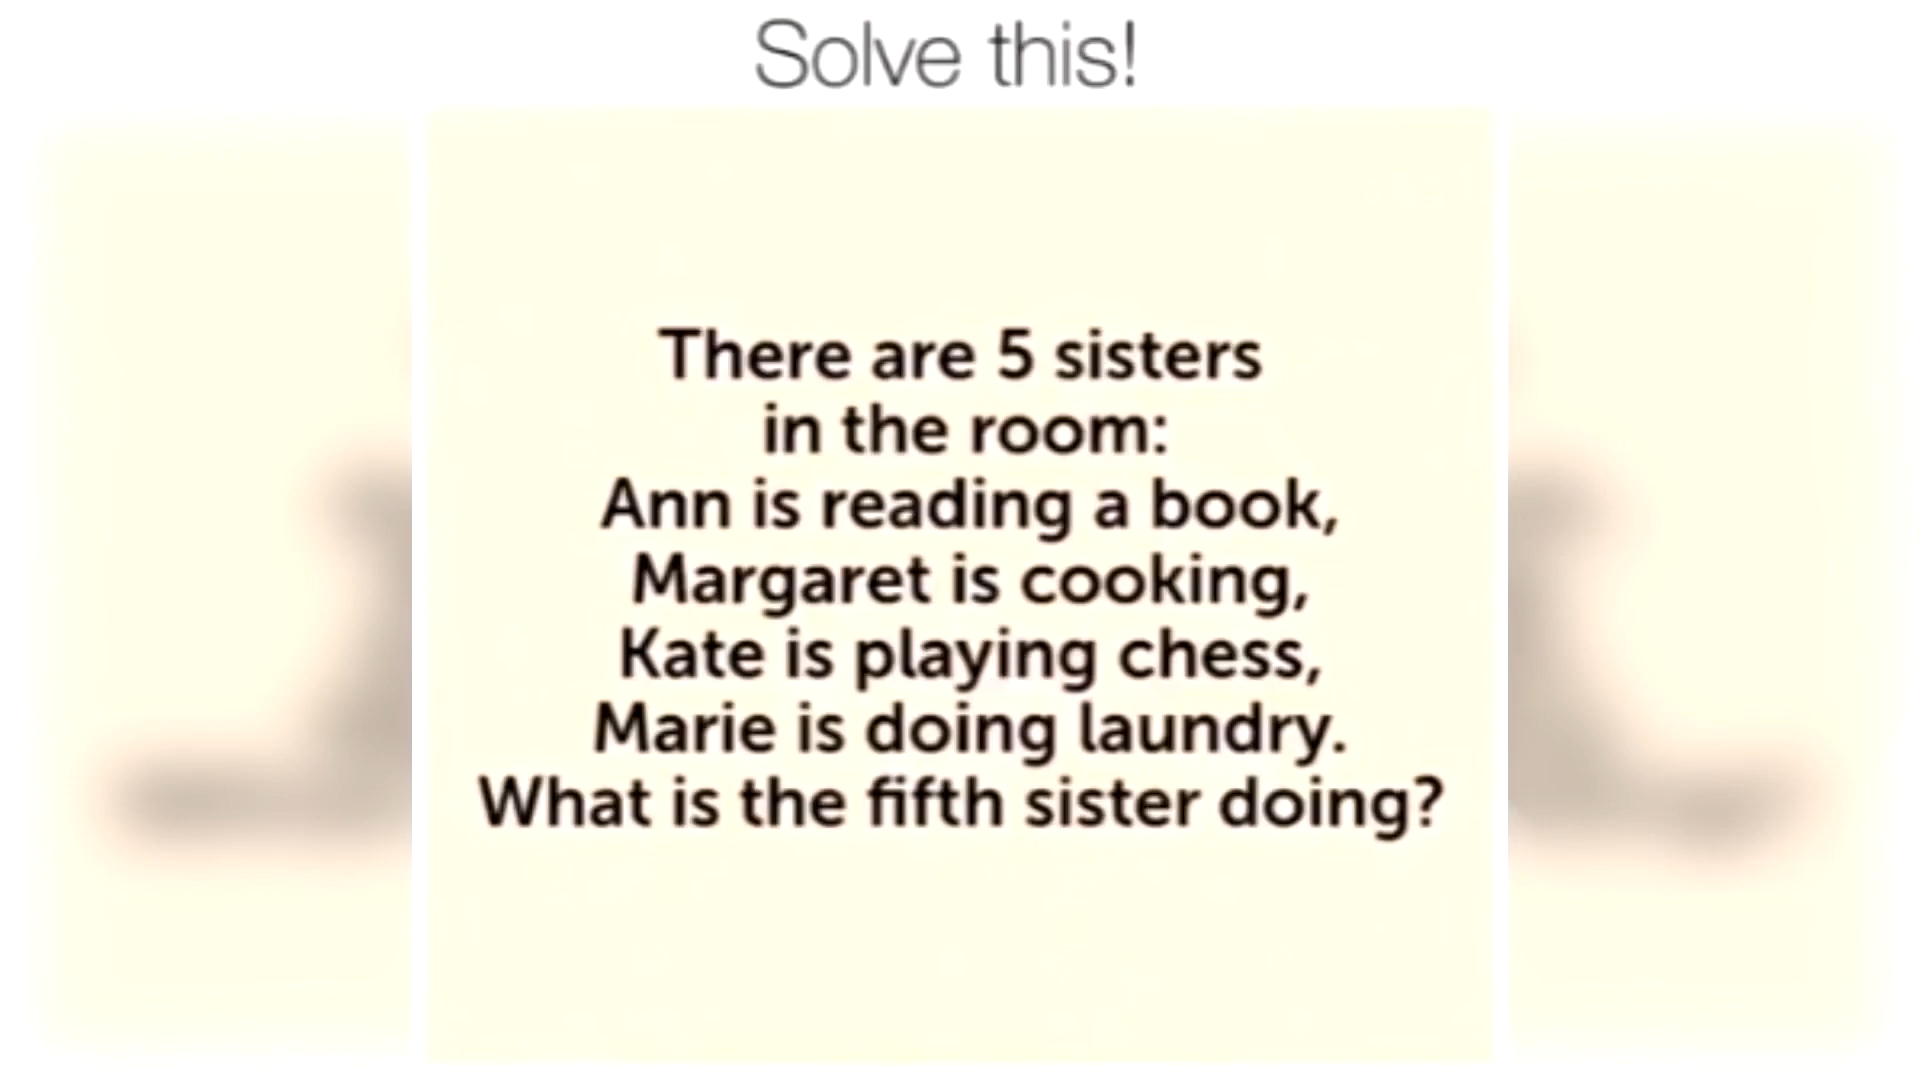 Solve this!
There are 5 sisters
in the room:
Ann is reading a book,
Margaret is cooking,
Kate is playing chess,
Marie is doing laundry.
What is the fifth sister doing?